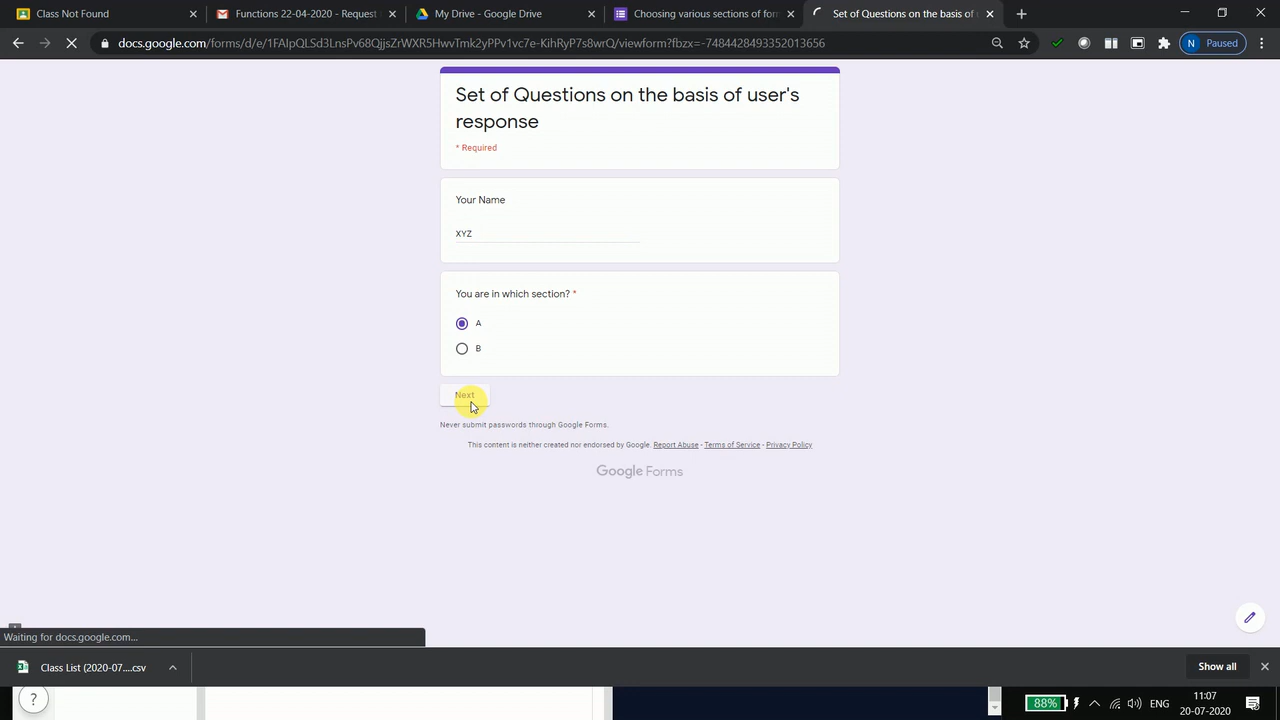 Class Not Found
Functions 22-04-2020 - Request
My Drive - Google Drive
Choosing various sections of form
Set of Questions on the basis of u
docs.google.com/forms/d/e/1FAIpQLSd3LnsPv68QjjsZrWXR5HwvTmk2yPPv1vc7e-KihRyP7s8wrQ/viewform?fbzx=-7484428493352013656
N Paused
Set of Questions on the basis of user's
response
* Required
Your Name
XYZ
You are in which section? *
A
B
Next
Never submit passwords through Google Forms.
This content is neither created nor endorsed by Google. Report Abuse - Terms of Service - Privacy Policy
Google Forms
Waiting for docs.google.com...
Class List (2020-07....csv
Show all
?
88%
ENG
11:07
20-07-2020